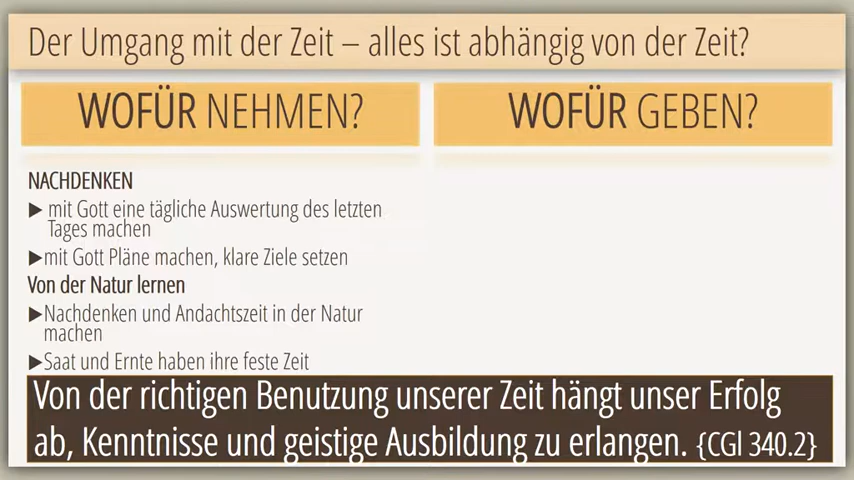 Der Umgang mit der Zeit – alles ist abhängig von der Zeit?
WOFÜR NEHMEN?
WOFÜR GEBEN?
NACHDENKEN
▶ mit Gott eine tägliche Auswertung des letzten
Tages machen
▶mit Gott Pläne machen, klare Ziele setzen
Von der Natur lernen
▶Nachdenken und Andachtszeit in der Natur
machen
▶Saat und Ernte haben ihre feste Zeit
Von der richtigen Benutzung unserer Zeit hängt unser Erfolg
ab, Kenntnisse und geistige Ausbildung zu erlangen. {CGl 340.2}